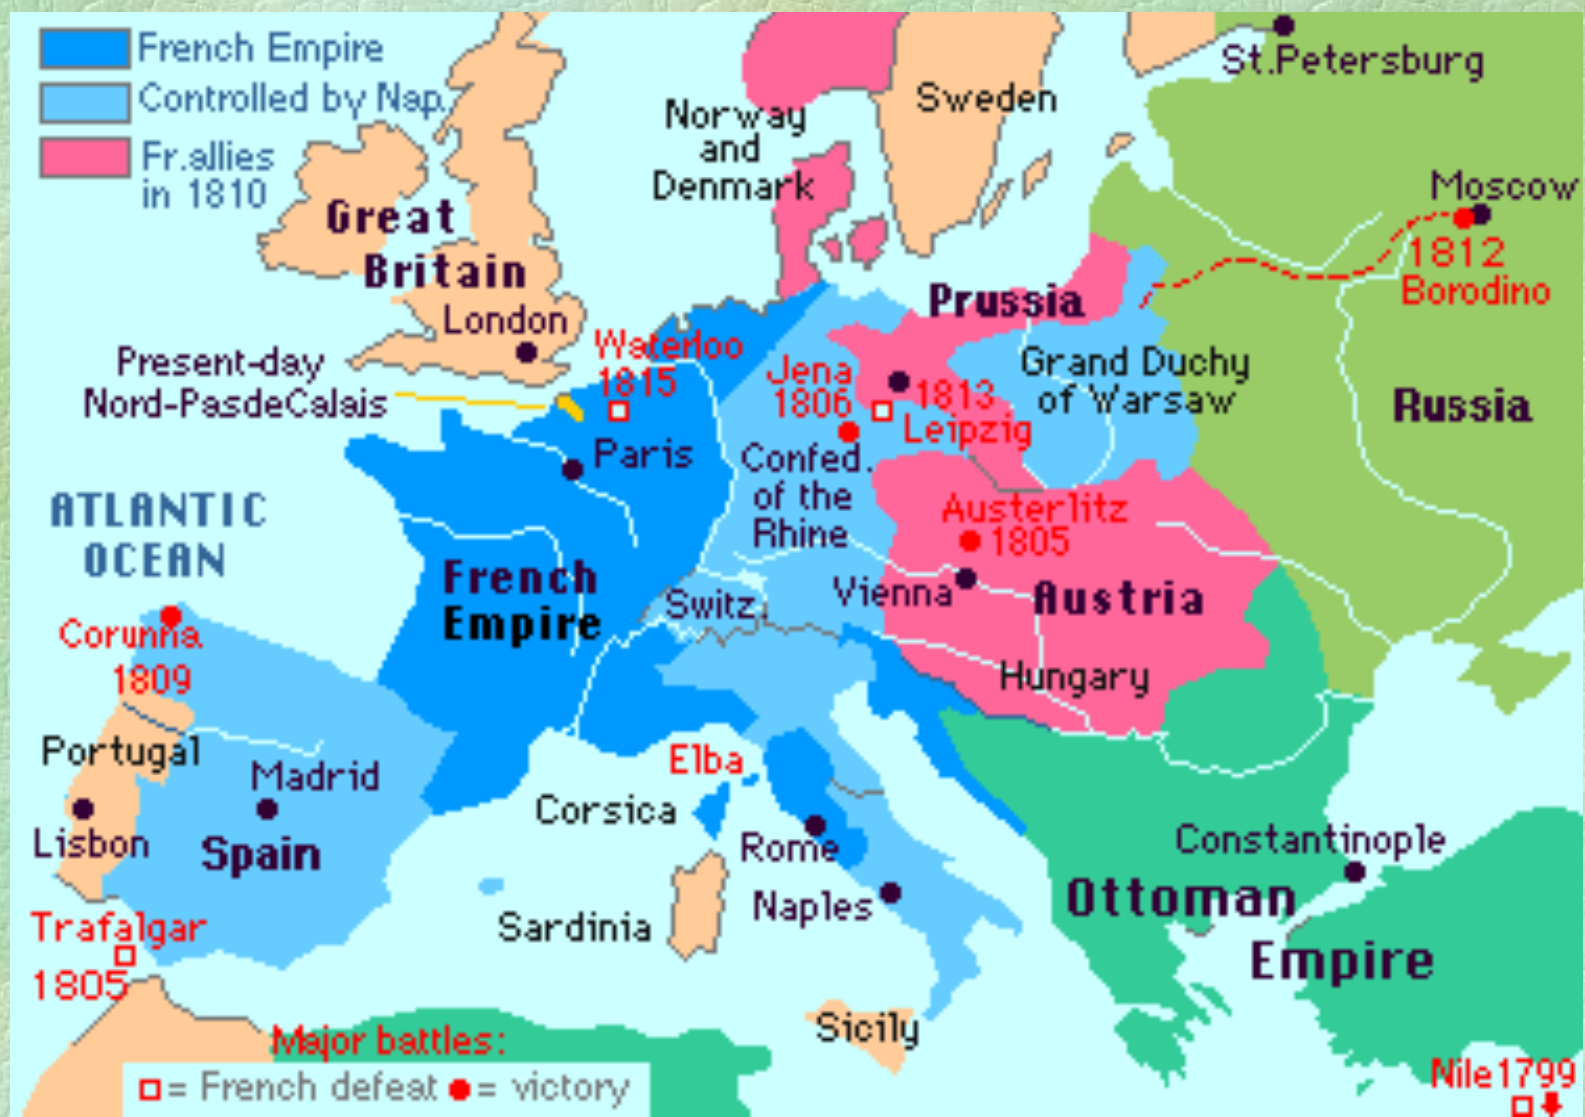 French Empire
Controlled by Nap.
Fr.allies
in 1810
St.Petersburg
Sweden
Norway
and
Denmark
Moscow
1812
Borodino
Great
Britain
London
Prussia
Present-day
Nord-PasdeCalais
Waterloo
1815
Jena
1806
1813
Leipzig
Grand Duchy
of Warsaw
Russia
Paris
Confed.
of the
Rhine
ATLANTIC
OCEAN
Austerlitz
1805
French
Empire
Switz.
Vienna
Austria
Corunna
1809
Hungary
Portugal
Madrid
Elba
Corsica
Lisbon
Spain
Rome
Constantinople
Naples
Ottoman
Empire
Sardinia
Trafalgar
1805
Sicily
Major battles:
= French defeat = victory
Nile1799